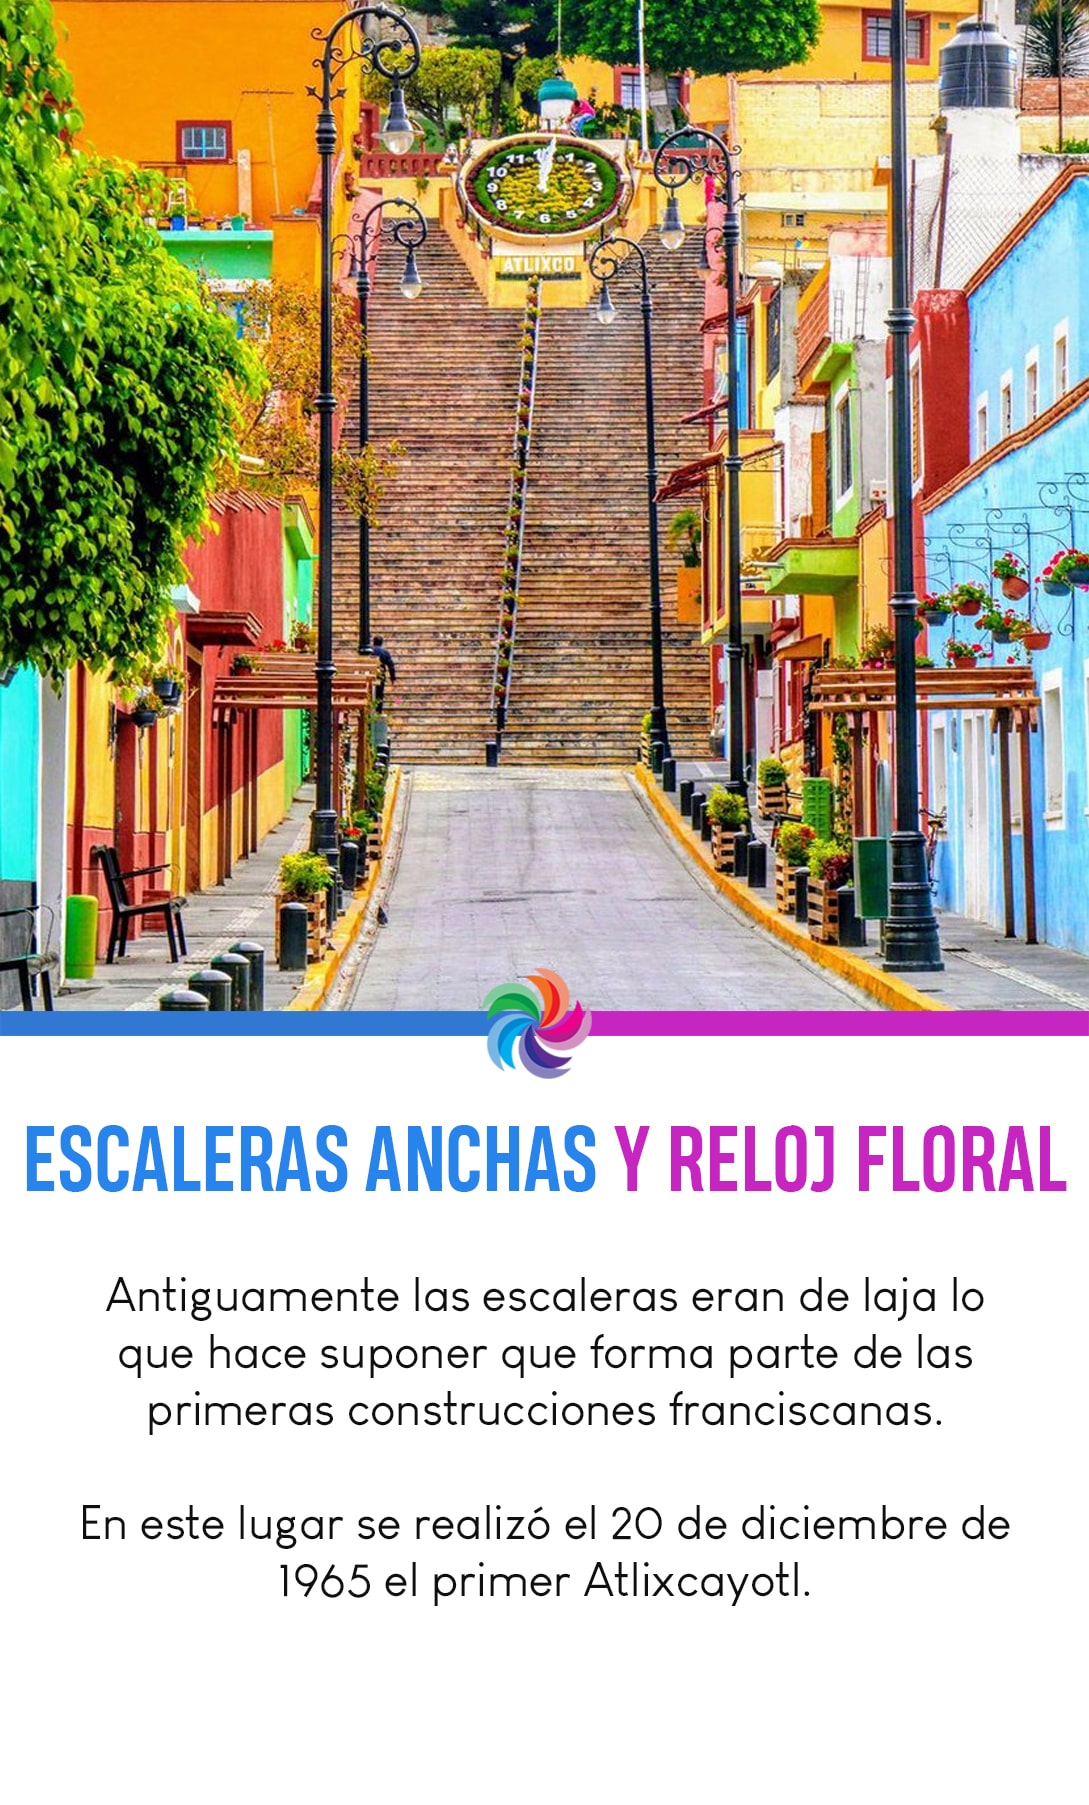 11 12 1
10 2
9 3
8 4
7 6 5
ATLIXCO
ESCALERAS ANCHAS Y RELOJ FLORAL
Antiguamente las escaleras eran de laja lo
que hace suponer que forma parte de las
primeras construcciones franciscanas.
En este lugar se realizó el 20 de diciembre de
1965 el primer Atlixcayotl.